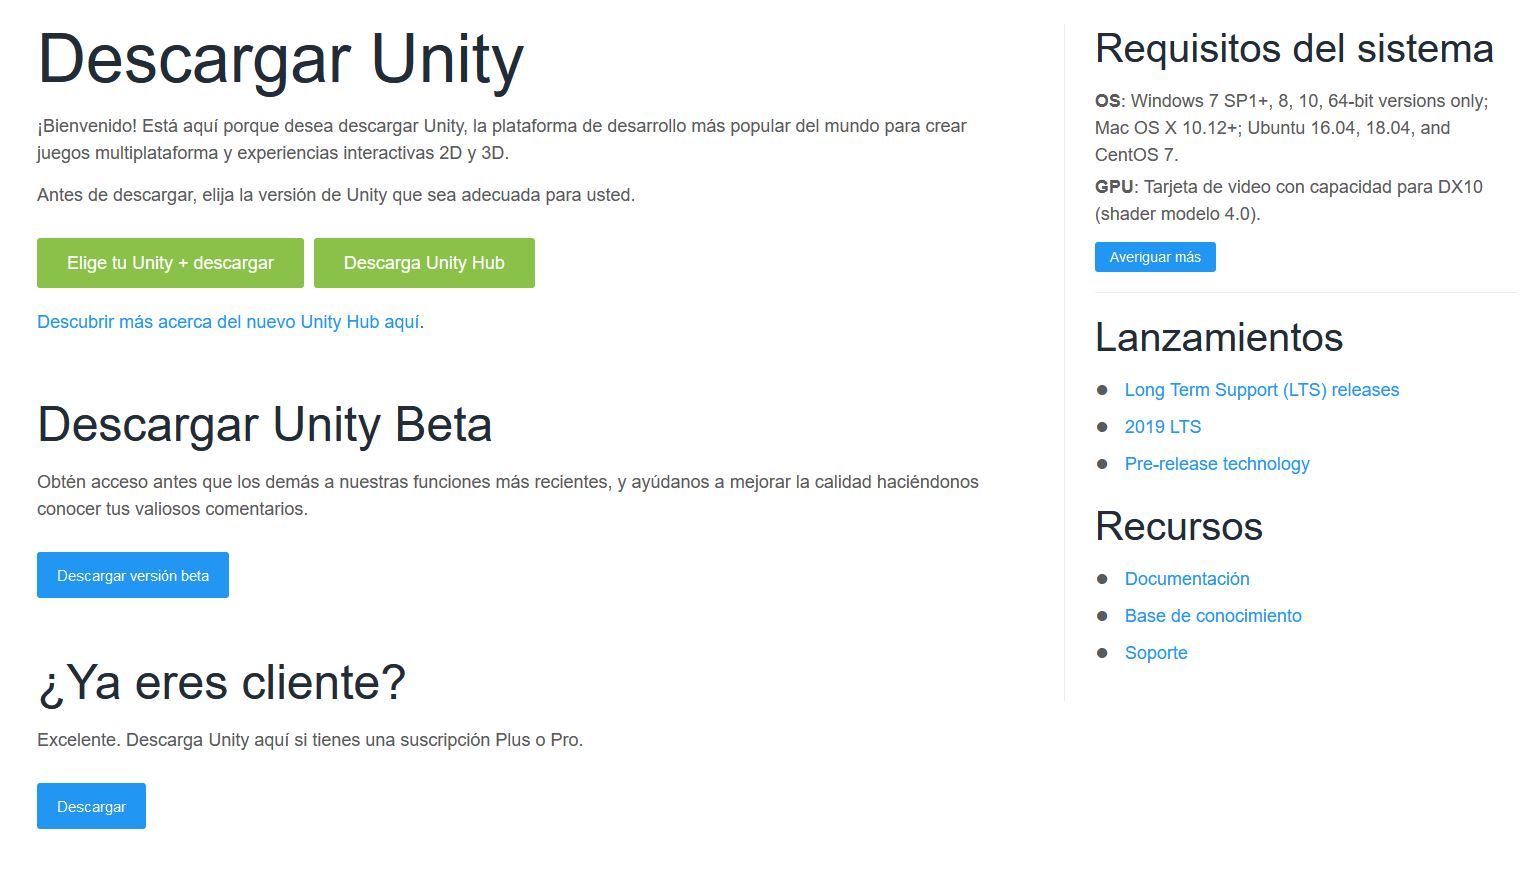 Descargar Unity
¡Bienvenido! Está aquí porque desea descargar Unity, la plataforma de desarrollo más popular del mundo para crear
juegos multiplataforma y experiencias interactivas 2D y 3D.
Antes de descargar, elija la versión de Unity que sea adecuada para usted.
Elige tu Unity + descargar
Descarga Unity Hub
Descubrir más acerca del nuevo Unity Hub aquí.
Descargar Unity Beta
Obtén acceso antes que los demás a nuestras funciones más recientes, y ayúdanos a mejorar la calidad haciéndonos
conocer tus valiosos comentarios.
Descargar versión beta
¿Ya eres cliente?
Excelente. Descarga Unity aquí si tienes una suscripción Plus o Pro.
Descargar
Requisitos del sistema
OS: Windows 7 SP1+, 8, 10, 64-bit versions only;
Mac OS X 10.12+; Ubuntu 16.04, 18.04, and
CentOS 7.
GPU: Tarjeta de video con capacidad para DX10
(shader modelo 4.0).
Averiguar más
Lanzamientos
Long Term Support (LTS) releases
2019 LTS
Pre-release technology
Recursos
Documentación
Base de conocimiento
Soporte